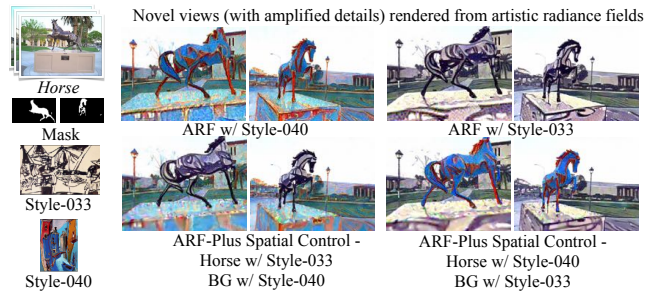 Novel views (with amplified details) rendered from artistic radiance fields
Horse
Mask
Style-033
Style-040
ARF w/ Style-040
ARF w/ Style-033
ARF-Plus Spatial Control -
Horse w/ Style-033
BG w/ Style-040
ARF-Plus Spatial Control -
Horse w/ Style-040
BG w/ Style-033